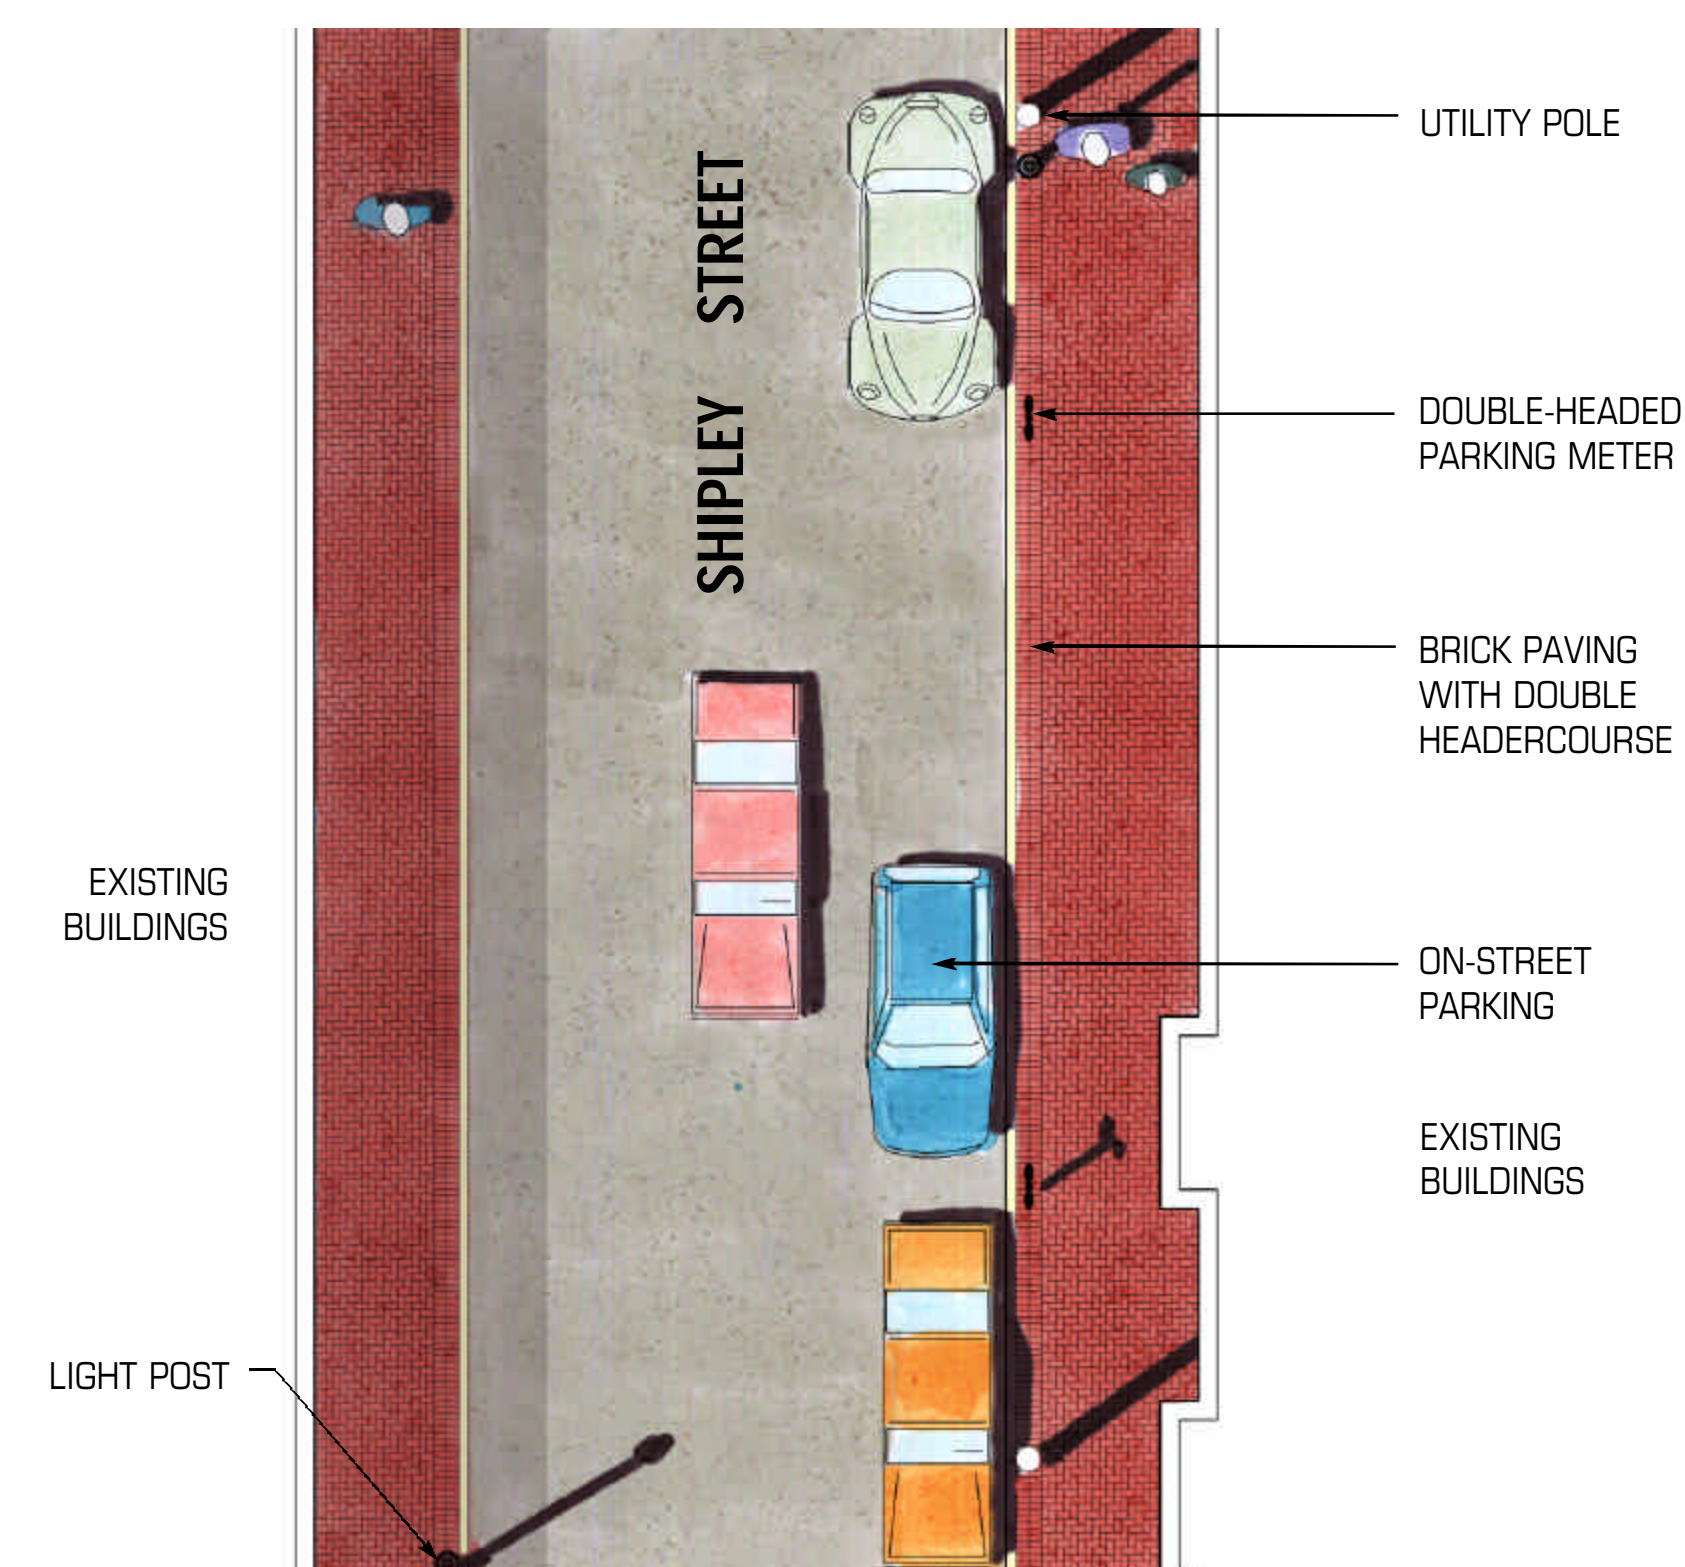 UTILITY POLE
SHIPLEY STREET
DOUBLE-HEADED
PARKING METER
BRICK PAVING
WITH DOUBLE
HEADERCOURSE
EXISTING
BUILDINGS
ON-STREET
PARKING
EXISTING
BUILDINGS
LIGHT POST